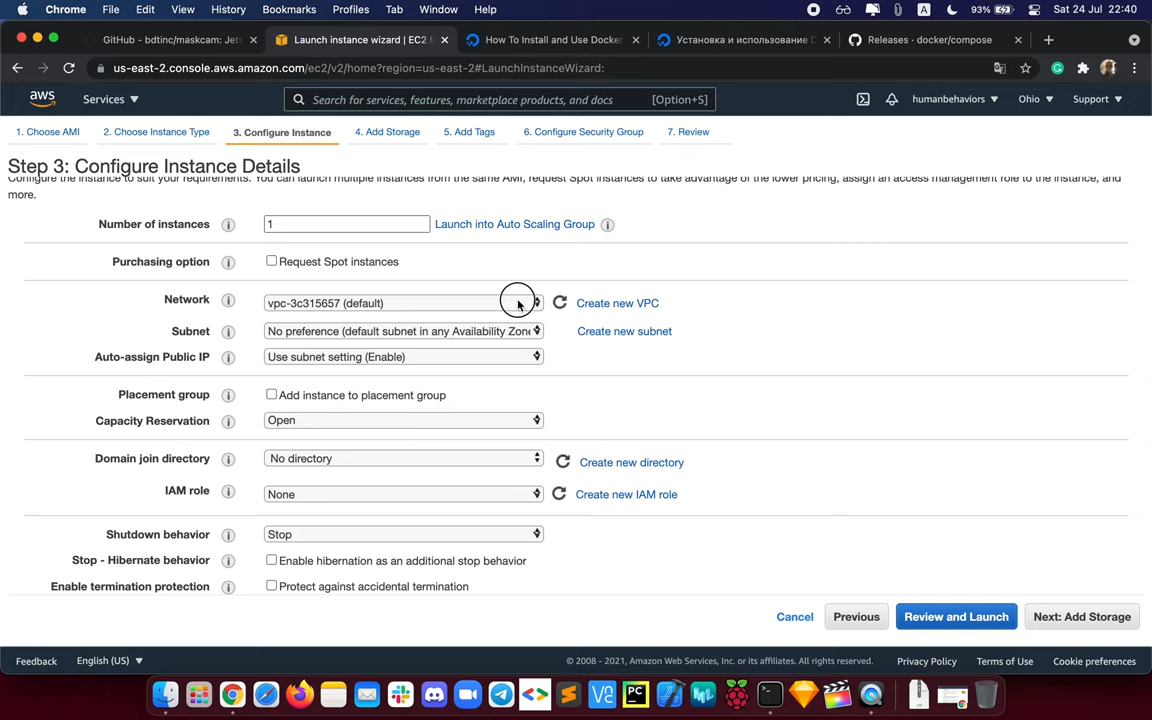 Chrome File Edit View History Bookmarks Profiles Tab Window Help A 93% Sat 24 Jul 22:40
GitHub - bdtinc/maskcam: Jets Launch instance wizard | EC2 M How To Install and Use Docker Установка и использование D Releases · docker/compose
us-east-2.console.aws.amazon.com/ec2/v2/home?region=us-east-2#LaunchInstanceWizard:
aws Services Search for services, features, marketplace products, and docs [Option+S] humanbehaviors Ohio Support
1. Choose AMI 2. Choose Instance Type 3. Configure Instance 4. Add Storage 5. Add Tags 6. Configure Security Group 7. Review
Step 3: Configure Instance Details
Configure the instance to suit your requirements. You can launch multiple instances from the same AMI, request Spot instances to take advantage of the lower pricing, assign an access management role to the instance, and
more.
Number of instances i 1 Launch into Auto Scaling Group i
Purchasing option i Request Spot instances
Network i vpc-3c315657 (default) Create new VPC
Subnet i No preference (default subnet in any Availability Zone Create new subnet
Auto-assign Public IP i Use subnet setting (Enable)
Placement group i Add instance to placement group
Capacity Reservation i Open
Domain join directory i No directory Create new directory
IAM role i None Create new IAM role
Shutdown behavior i Stop
Stop - Hibernate behavior i Enable hibernation as an additional stop behavior
Enable termination protection i Protect against accidental termination
Cancel Previous Review and Launch Next: Add Storage
Feedback English (US) © 2008 - 2021, Amazon Web Services, Inc. or its affiliates. All rights reserved. Privacy Policy Terms of Use Cookie preferences